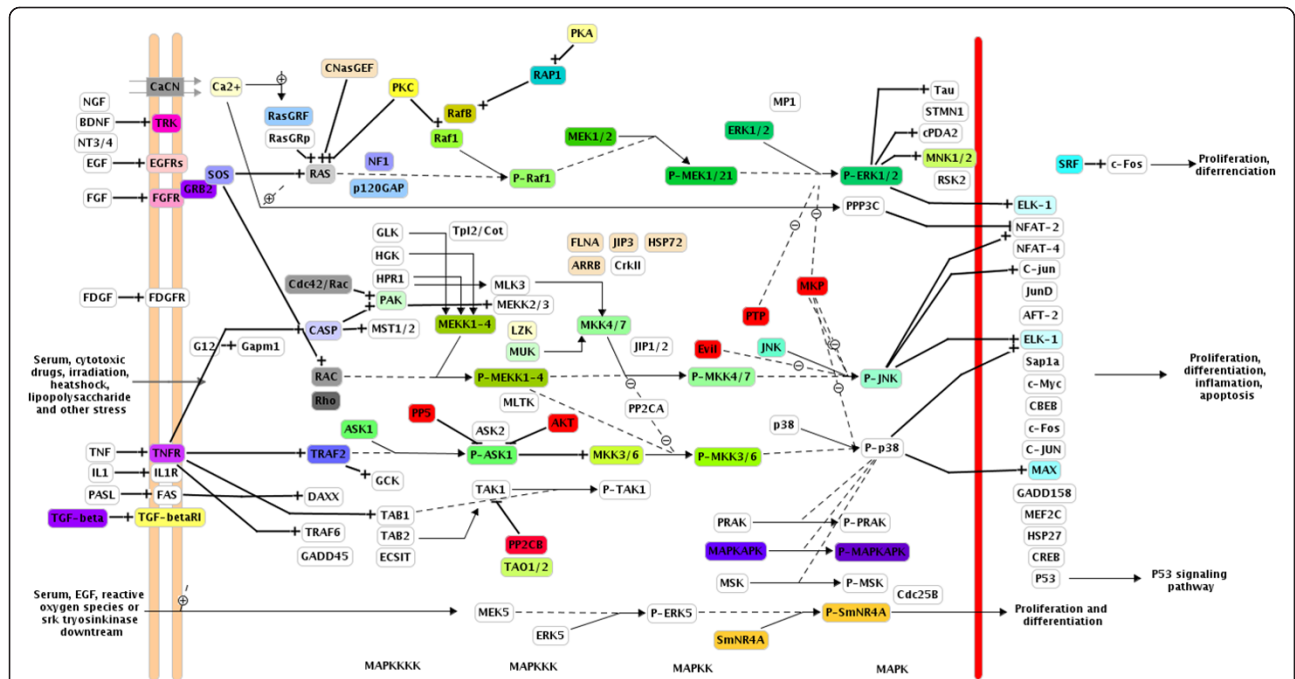 PKA
CNasGEF
RAP1
CaCN
Ca2+
PKC
NGF
RasGRF
RafB
MP1
Tau
BDNF
TRK
RasGRp
Raf1
MEK1/2
ERK1/2
STMN1
cPDA2
NT3/4
EGF
EGFRs
SOS
NF1
RAS
P-Raf1
P-MEK1/21
P-ERK1/2
MNK1/2
RSK2
SRF
c-Fos
Proliferation,
diferrenciation
GRB2
p120GAP
FGF
FGFR
PPP3C
ELK-1
NFAT-2
GLK
Tpl2/Cot
FLNA
JIP3
HSP72
NFAT-4
HGK
ARRB
CrkII
C-jun
Cdc42/Rac
HPR1
MLK3
MKP
JunD
FDGF
FDGFR
PAK
MEKK2/3
PTP
AFT-2
CASP
MST1/2
MEKK1-4
LZK
MKK4/7
ELK-1
G12
Gapm1
MUK
JIP1/2
Evil
JNK
Sap1a
Serum, cytotoxic
drugs, irradiation,
heatshock,
lipopolysaccharide
and other stress
RAC
P-MEKK1-4
P-MKK4/7
P-JNK
c-Myc
Proliferation,
differentiation,
inflamation,
apoptosis
Rho
MLTK
PP2CA
CBEB
ASK1
PP5
ASK2
AKT
p38
c-Fos
TNF
TNFR
TRAF2
P-ASK1
MKK3/6
P-MKK3/6
P-p38
C-JUN
IL1
IL1R
GCK
MAX
PASL
FAS
DAXX
TAK1
P-TAK1
GADD158
TGF-beta
TGF-betaRI
TAB1
PRAK
P-PRAK
MEF2C
TRAF6
TAB2
PP2CB
MAPKAPK
P-MAPKAPK
HSP27
GADD45
ECSIT
TAO1/2
CREB
MSK
P-MSK
P53
P53 signaling
pathway
Cdc25B
Serum, EGF, reactive
oxygen species or
srk tryosinkinase
downtream
MEK5
P-ERK5
P-SmNR4A
Proliferation and
differentiation
ERK5
SmNR4A
MAPKKKK
MAPKKK
MAPKK
MAPK